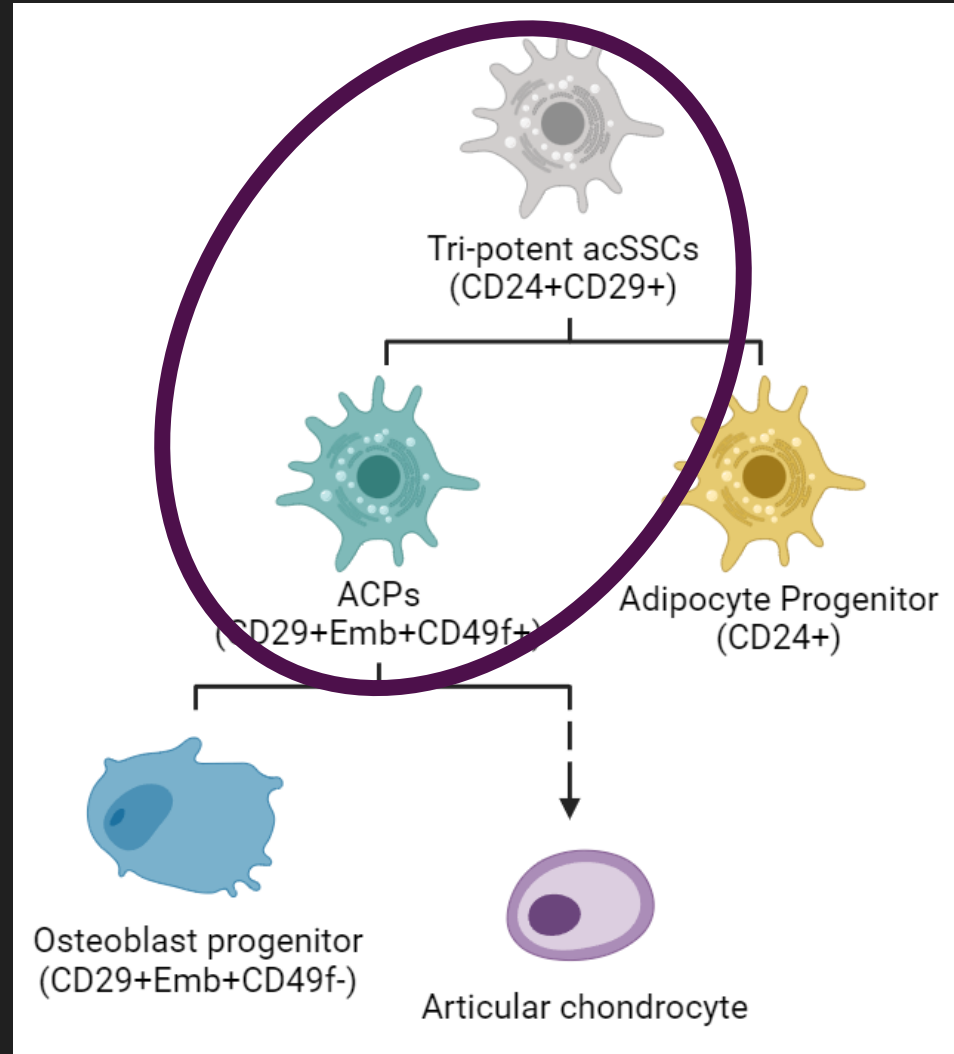 Tri-potent acSSCs
(CD24+CD29+)
ACPs
(CD29+Emb+CD49f+)
Adipocyte Progenitor
(CD24+)
Osteoblast progenitor
(CD29+Emb+CD49f-)
Articular chondrocyte